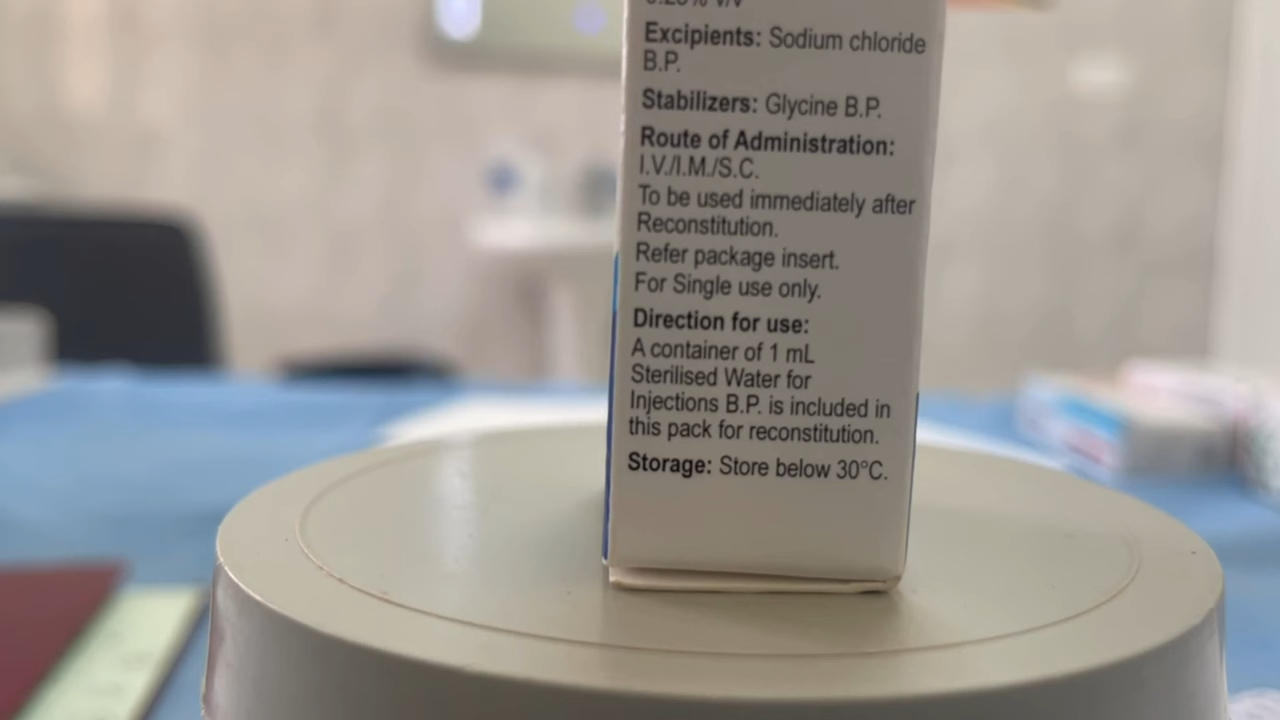 Excipients: Sodium chloride
B.P.
Stabilizers: Glycine B.P.
Route of Administration:
I.V./I.M./S.C.
To be used immediately after
Reconstitution.
Refer package insert.
For Single use only.
Direction for use:
A container of 1 mL
Sterilised Water for
Injections B.P. is included in
this pack for reconstitution.
Storage: Store below 30°C.